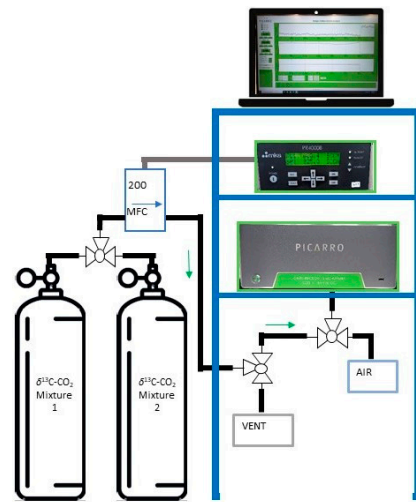 200
MFC
PICARRO
δ¹³C-CO₂
Mixture
1
δ¹³C-CO₂
Mixture
2
AIR
VENT